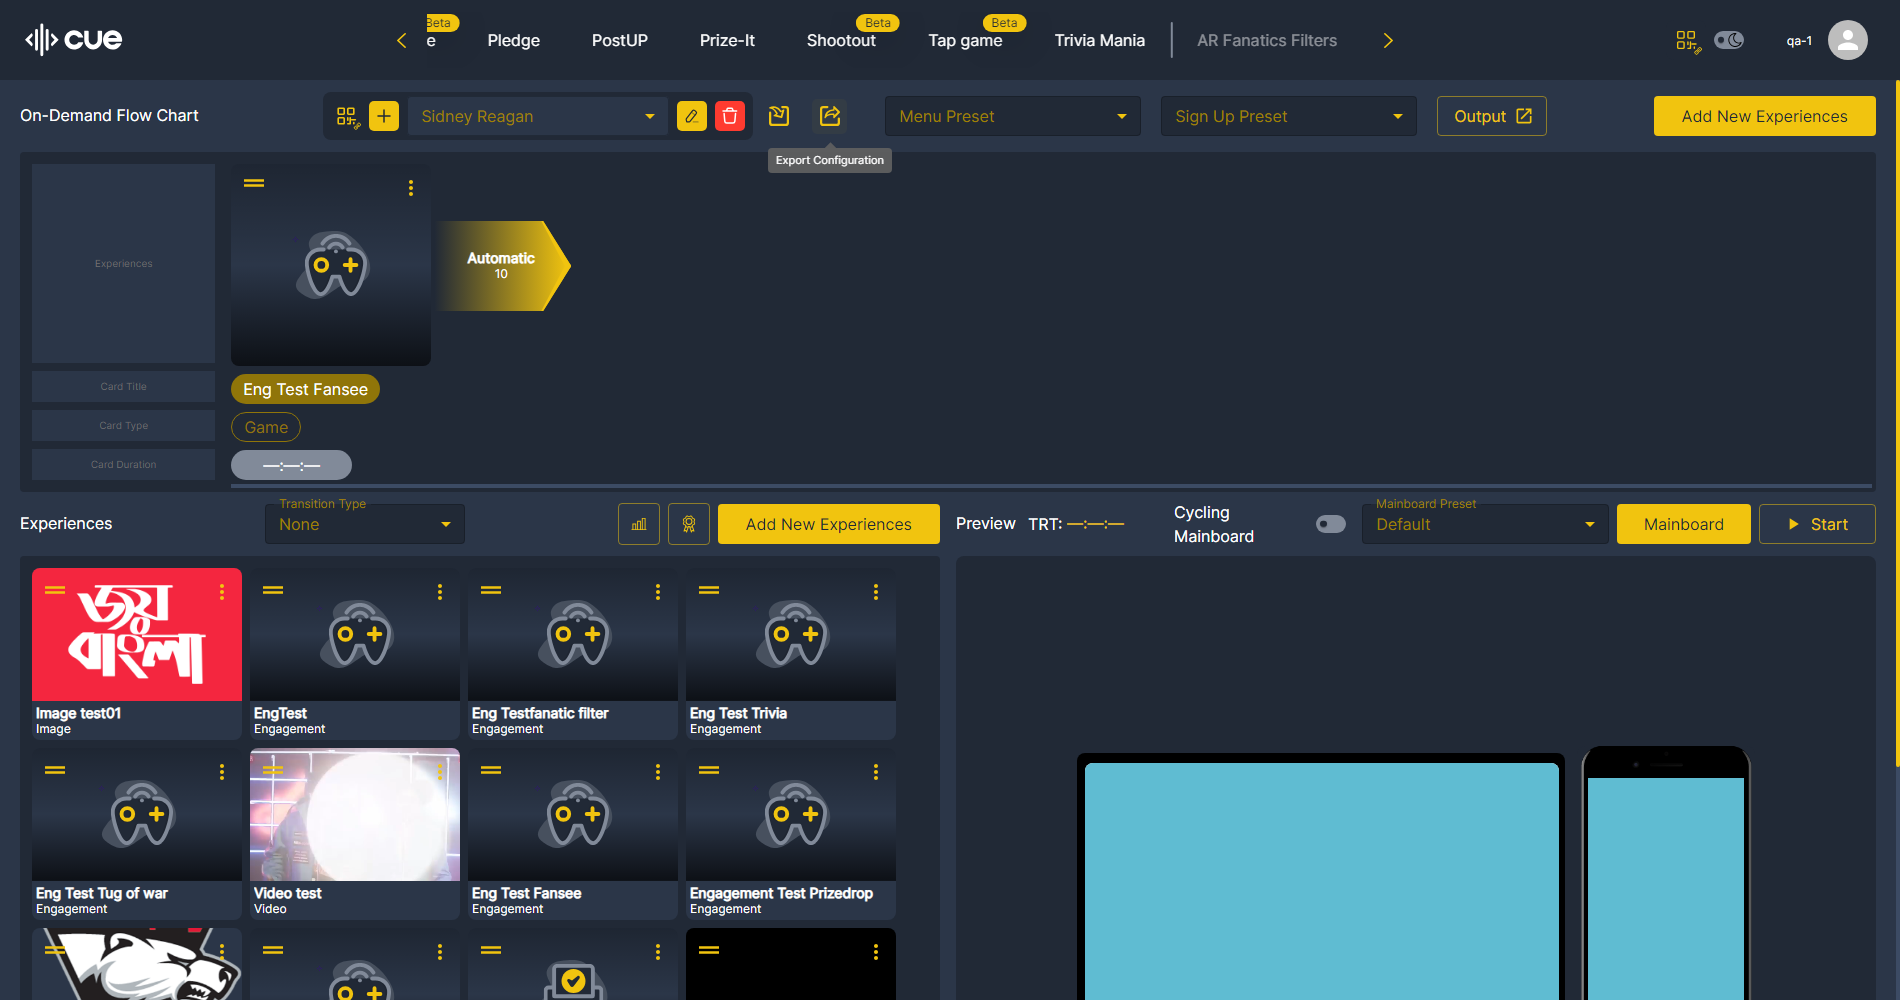 cue
e
Beta
Pledge
PostUP
Prize-It
Shootout
Beta
Tap game
Beta
Trivia Mania
AR Fanatics Filters
qa-1
On-Demand Flow Chart
Sidney Reagan
Menu Preset
Sign Up Preset
Output
Add New Experiences
Export Configuration
Experiences
Automatic
10
Card Title
Eng Test Fansee
Card Type
Game
Card Duration
—:—:—
Experiences
Transition Type
None
Add New Experiences
Preview
TRT: —:—:—
Cycling
Mainboard
Mainboard Preset
Default
Mainboard
Start
জয়
বাংলা
Image test01
Image
EngTest
Engagement
Eng Testfanatic filter
Engagement
Eng Test Trivia
Engagement
Eng Test Tug of war
Engagement
Video test
Video
Eng Test Fansee
Engagement
Engagement Test Prizedrop
Engagement